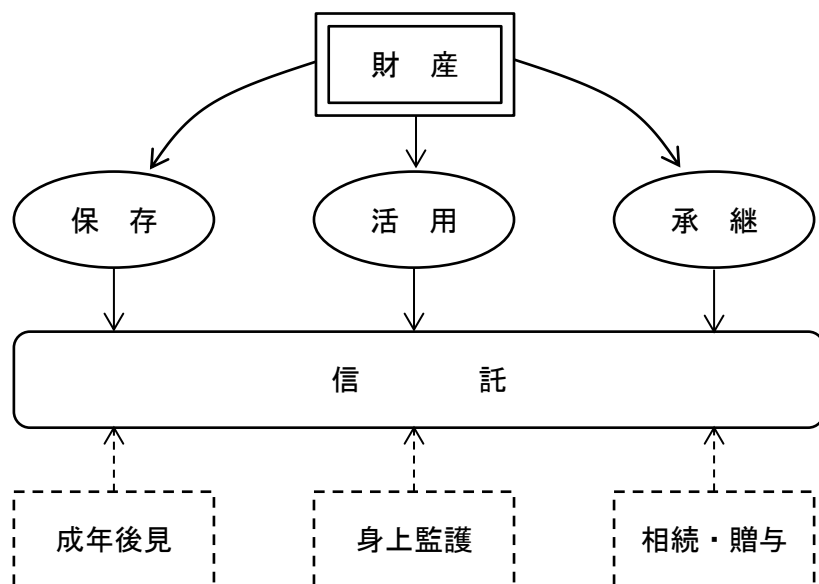 財　産
保　存
活　用
承　継
信　　　託
成年後見
身上監護
相続・贈与